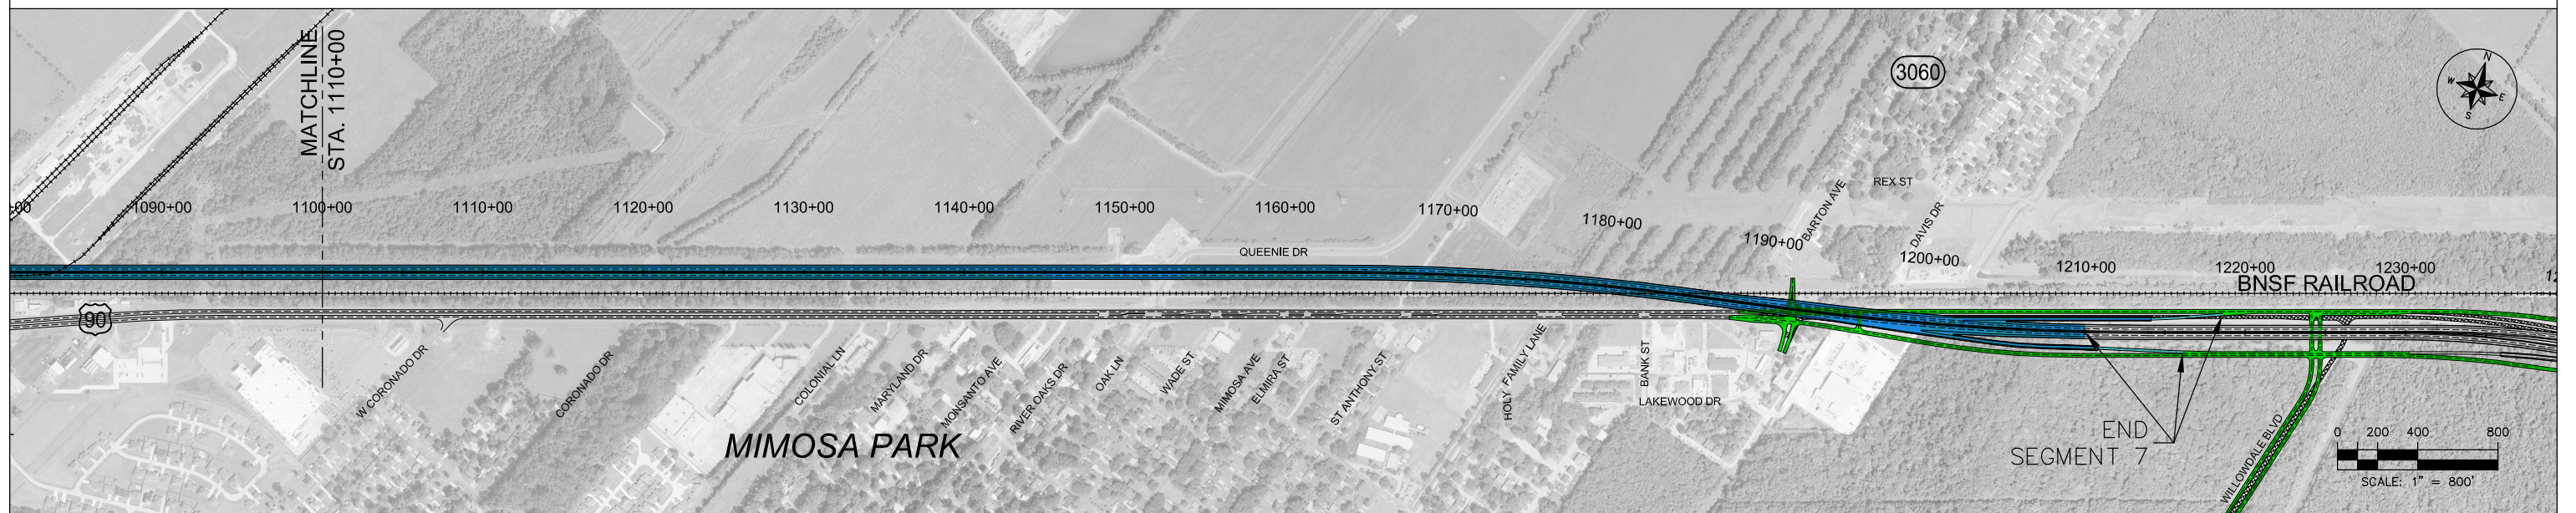 MATCHLINE
STA. 1110+00
3060
N
W
E
S
REX ST
BARTON AVE
DAVIS DR
+00
1090+00
1100+00
1110+00
1120+00
1130+00
1140+00
1150+00
1160+00
1170+00
1180+00
1190+00
1200+00
1210+00
1220+00
1230+00
12
QUEENIE DR
BNSF RAILROAD
90
W CORONADO DR
CORONADO DR
COLONIAL LN
MARYLAND DR
MONSANTO AVE
RIVER OAKS DR
OAK LN
WADE ST
MIMOSA AVE
ELMIRA ST
ST ANTHONY ST
HOLY FAMILY LANE
BANK ST
LAKEWOOD DR
MIMOSA PARK
END
SEGMENT 7
WILLOWDALE BLVD
0 200 400 800
SCALE: 1" = 800'